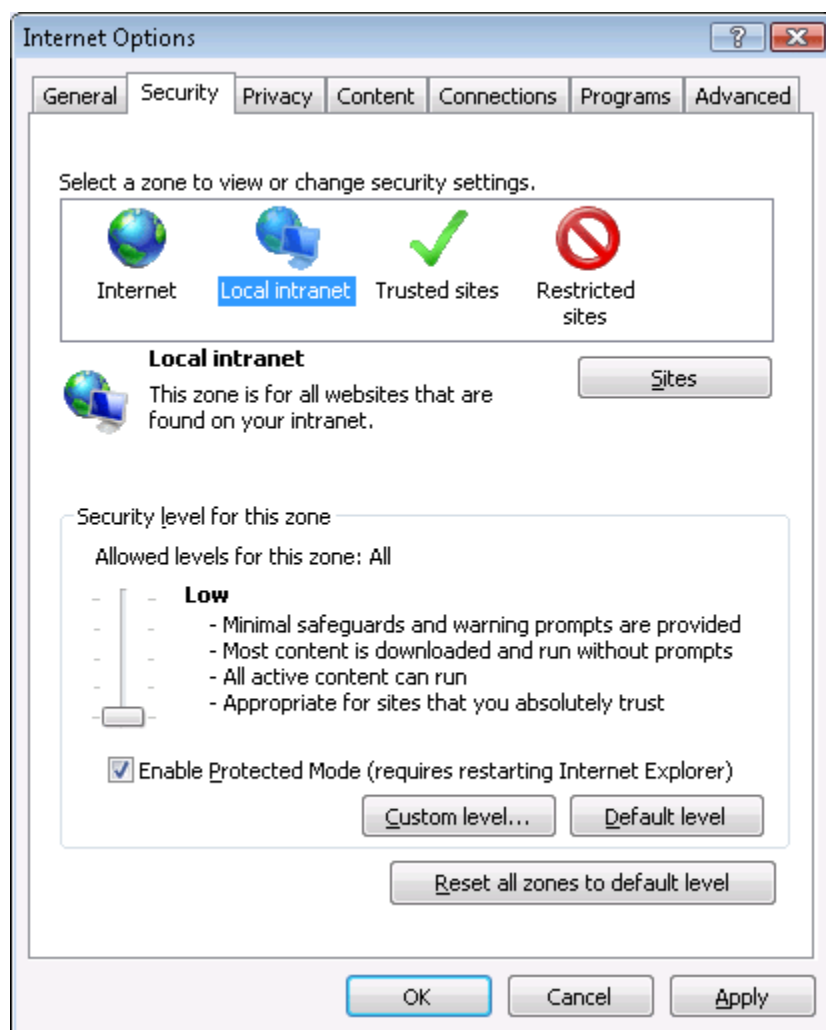 Internet Options
General Security Privacy Content Connections Programs Advanced
Select a zone to view or change security settings.
Internet Local intranet Trusted sites Restricted
sites
Local intranet
Sites
This zone is for all websites that are
found on your intranet.
Security level for this zone
Allowed levels for this zone: All
Low
- Minimal safeguards and warning prompts are provided
- Most content is downloaded and run without prompts
- All active content can run
- Appropriate for sites that you absolutely trust
Enable Protected Mode (requires restarting Internet Explorer)
Custom level... Default level
Reset all zones to default level
OK Cancel Apply